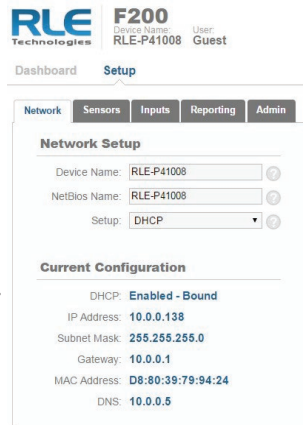 RLE
Technologies
F200
Device Name: User:
RLE-P41008 Guest
Dashboard Setup
Network Sensors Inputs Reporting Admin
Network Setup
Device Name: RLE-P41008
NetBios Name: RLE-P41008
Setup: DHCP
Current Configuration
DHCP: Enabled - Bound
IP Address: 10.0.0.138
Subnet Mask: 255.255.255.0
Gateway: 10.0.0.1
MAC Address: D8:80:39:79:94:24
DNS: 10.0.0.5